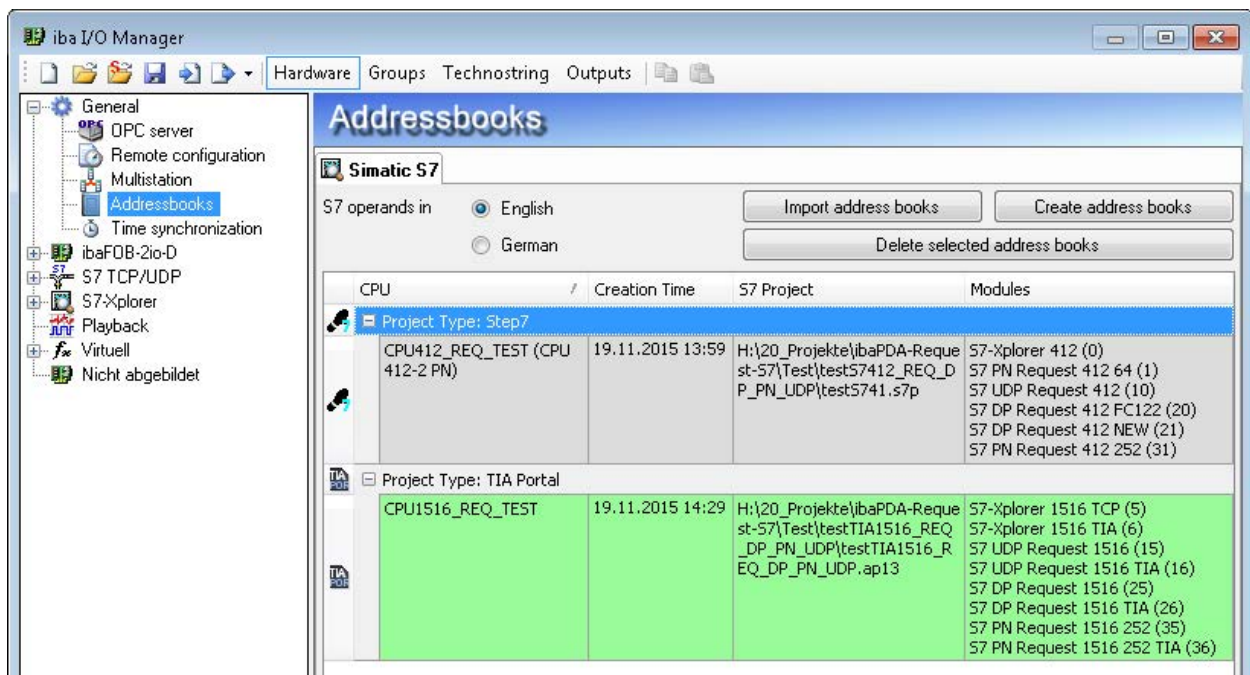 iba I/O Manager
Hardware Groups Technostring Outputs
General
OPC server
Remote configuration
Multistation
Addressbooks
Time synchronization
ibaFOB-2io-D
S7 TCP/UDP
S7-Xplorer
Playback
Virtuell
Nicht abgebildet
Addressbooks
Simatic S7
S7 operands in English
German
Import address books
Create address books
Delete selected address books
CPU / Creation Time S7 Project Modules
Project Type: Step7
CPU412_REQ_TEST (CPU
412-2 PN)
19.11.2015 13:59
H:\20_Projekte\ibaPDA-Reque
st-S7\Test\testS7412_REQ_D
P_PN_UDP\testS741.s7p
S7-Xplorer 412 (0)
S7 PN Request 412 64 (1)
S7 UDP Request 412 (10)
S7 DP Request 412 FC122 (20)
S7 DP Request 412 NEW (21)
S7 PN Request 412 252 (31)
Project Type: TIA Portal
CPU1516_REQ_TEST
19.11.2015 14:29
H:\20_Projekte\ibaPDA-Reque
st-S7\Test\testTIA1516_REQ
_DP_PN_UDP\testTIA1516_R
EQ_DP_PN_UDP.ap13
S7-Xplorer 1516 TCP (5)
S7-Xplorer 1516 TIA (6)
S7 UDP Request 1516 (15)
S7 UDP Request 1516 TIA (16)
S7 DP Request 1516 (25)
S7 DP Request 1516 TIA (26)
S7 PN Request 1516 252 (35)
S7 PN Request 1516 252 TIA (36)